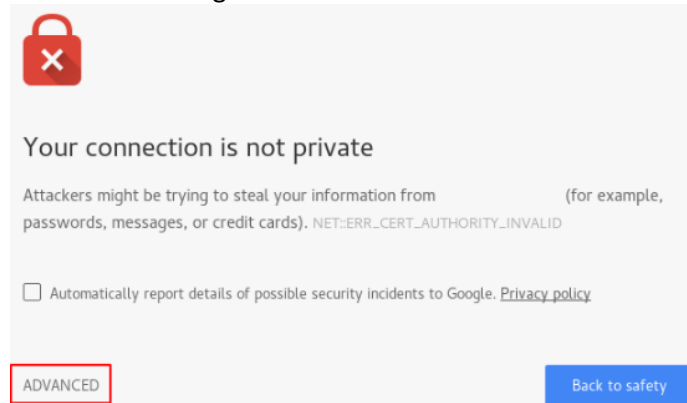 Your connection is not private
Attackers might be trying to steal your information from (for example,
passwords, messages, or credit cards). NET::ERR_CERT_AUTHORITY_INVALID
Automatically report details of possible security incidents to Google. Privacy policy
ADVANCED
Back to safety